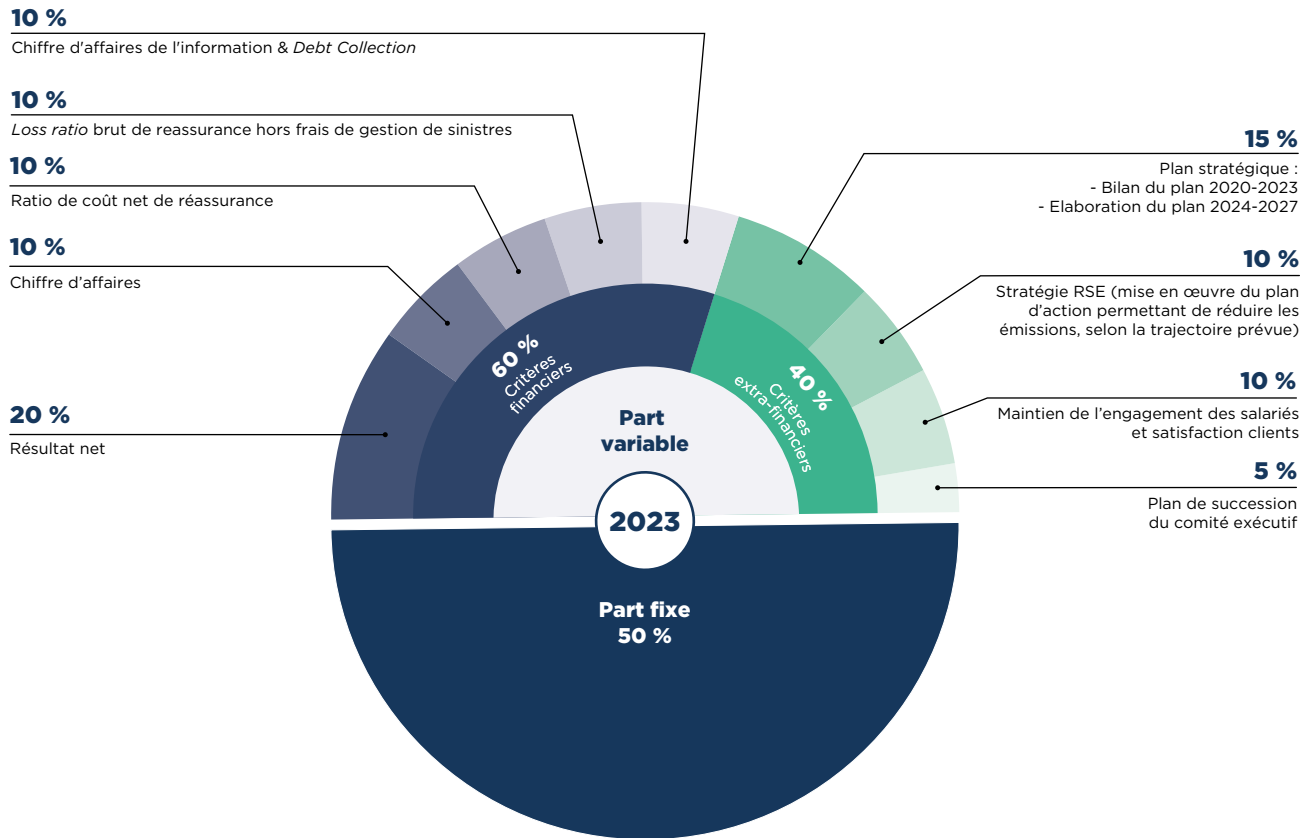 10 %
Chiffre d'affaires de l'information & Debt Collection
10 %
Loss ratio brut de reassurance hors frais de gestion de sinistres
10 %
Ratio de coût net de réassurance
10 %
Chiffre d’affaires
20 %
Résultat net
60 %
Critères
financiers
40 %
Critères
extra-financiers
Part
variable
2023
Part fixe
50 %
15 %
Plan stratégique :
- Bilan du plan 2020-2023
- Elaboration du plan 2024-2027
10 %
Stratégie RSE (mise en œuvre du plan
d’action permettant de réduire les
émissions, selon la trajectoire prévue)
10 %
Maintien de l’engagement des salariés
et satisfaction clients
5 %
Plan de succession
du comité exécutif